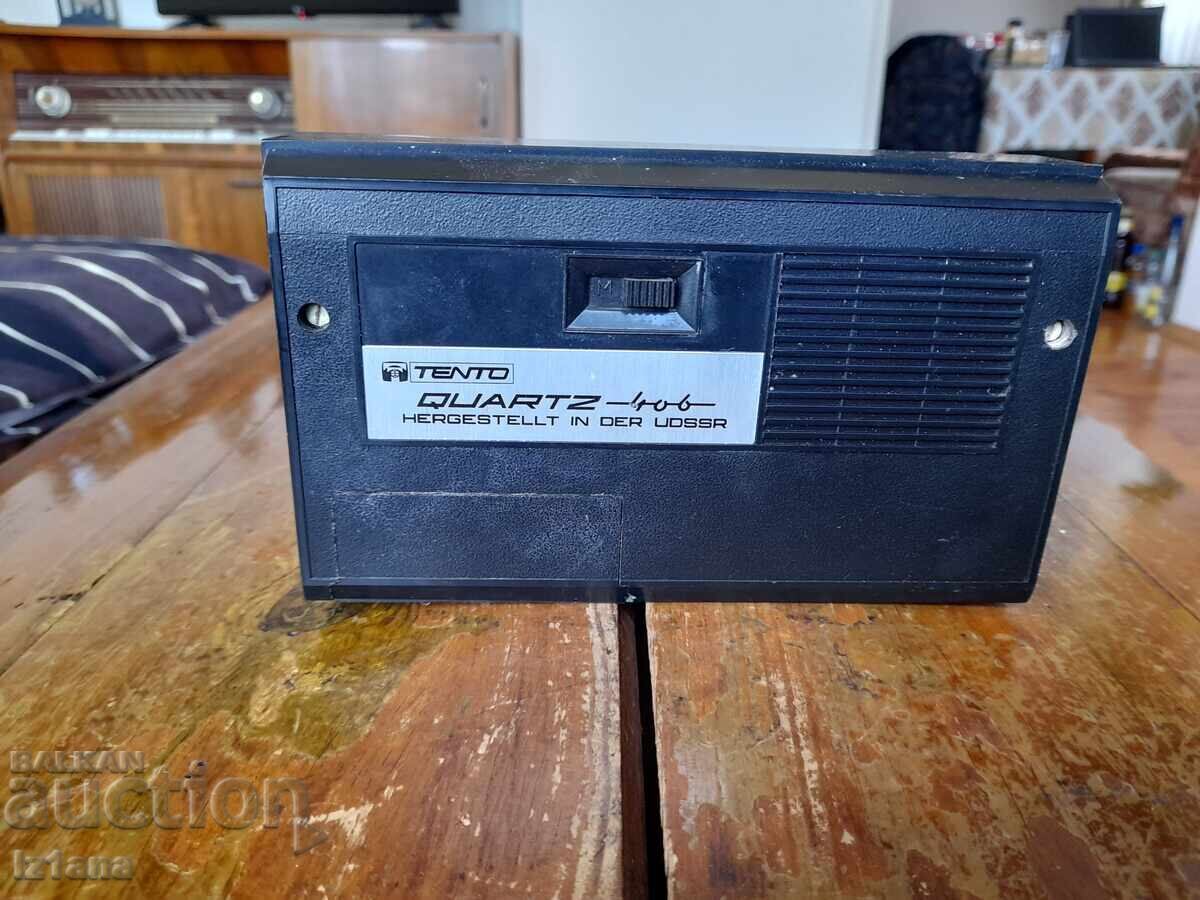 M
TENTO
QUARTZ-406
HERGESTELLT IN DER UDSSR
BALKAN
auction
Iz1ana